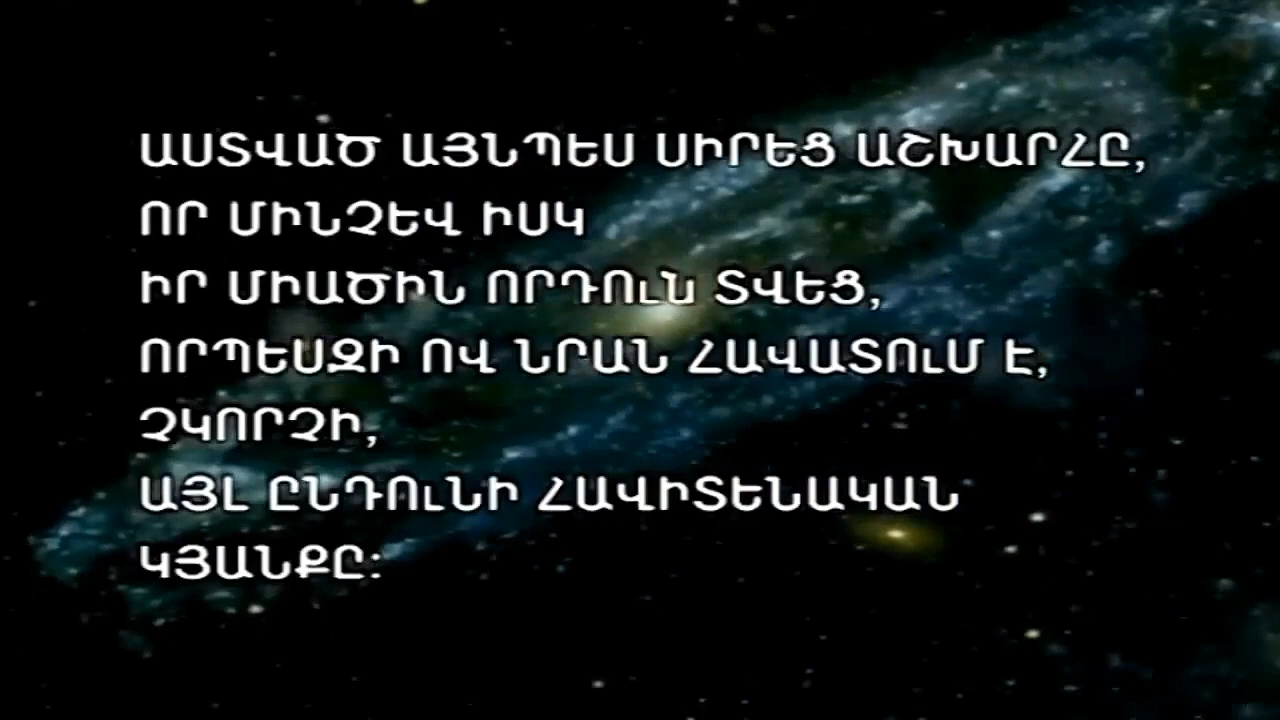 ԱՍՏՎԱԾ ԱՅՆՊԵՍ ՍԻՐԵՑ ԱՇԽԱՐՀԸ,
ՈՐ ՄԻՆՉԵՎ ԻՍԿ
ԻՐ ՄԻԱԾԻՆ ՈՐԴՈւՆ ՏՎԵՑ,
ՈՐՊԵՍԶԻ ՈՎ ՆՐԱՆ ՀԱՎԱՏՈւՄ Է,
ՉԿՈՐՉԻ,
ԱՅԼ ԸՆԴՈւՆԻ ՀԱՎԻՏԵՆԱԿԱՆ
ԿՅԱՆՔԸ: